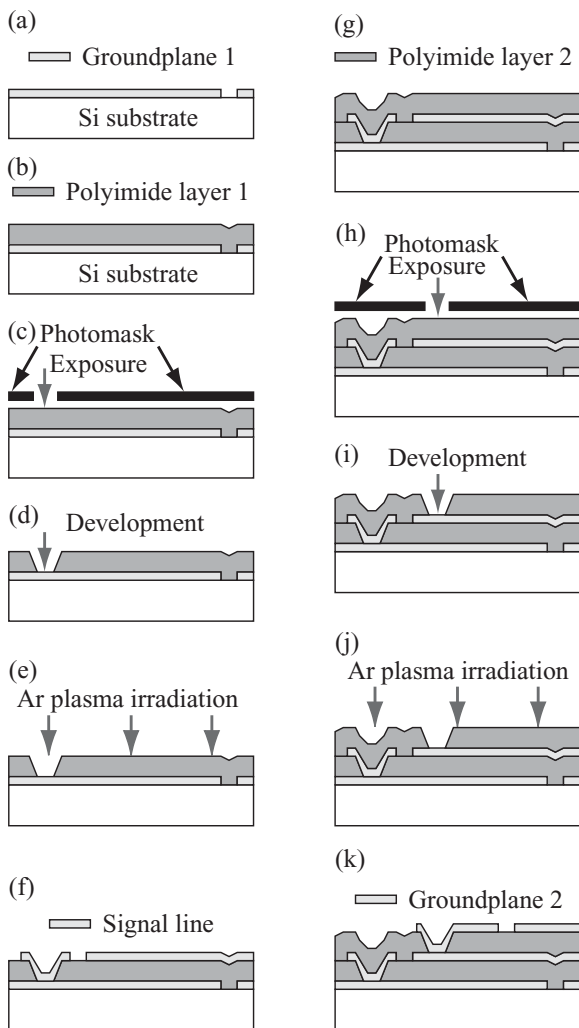 (a)
Groundplane 1
Si substrate
(b)
Polyimide layer 1
Si substrate
(c)
Photomask
Exposure
(d)
Development
(e)
Ar plasma irradiation
(f)
Signal line
(g)
Polyimide layer 2
(h)
Photomask
Exposure
(i)
Development
(j)
Ar plasma irradiation
(k)
Groundplane 2